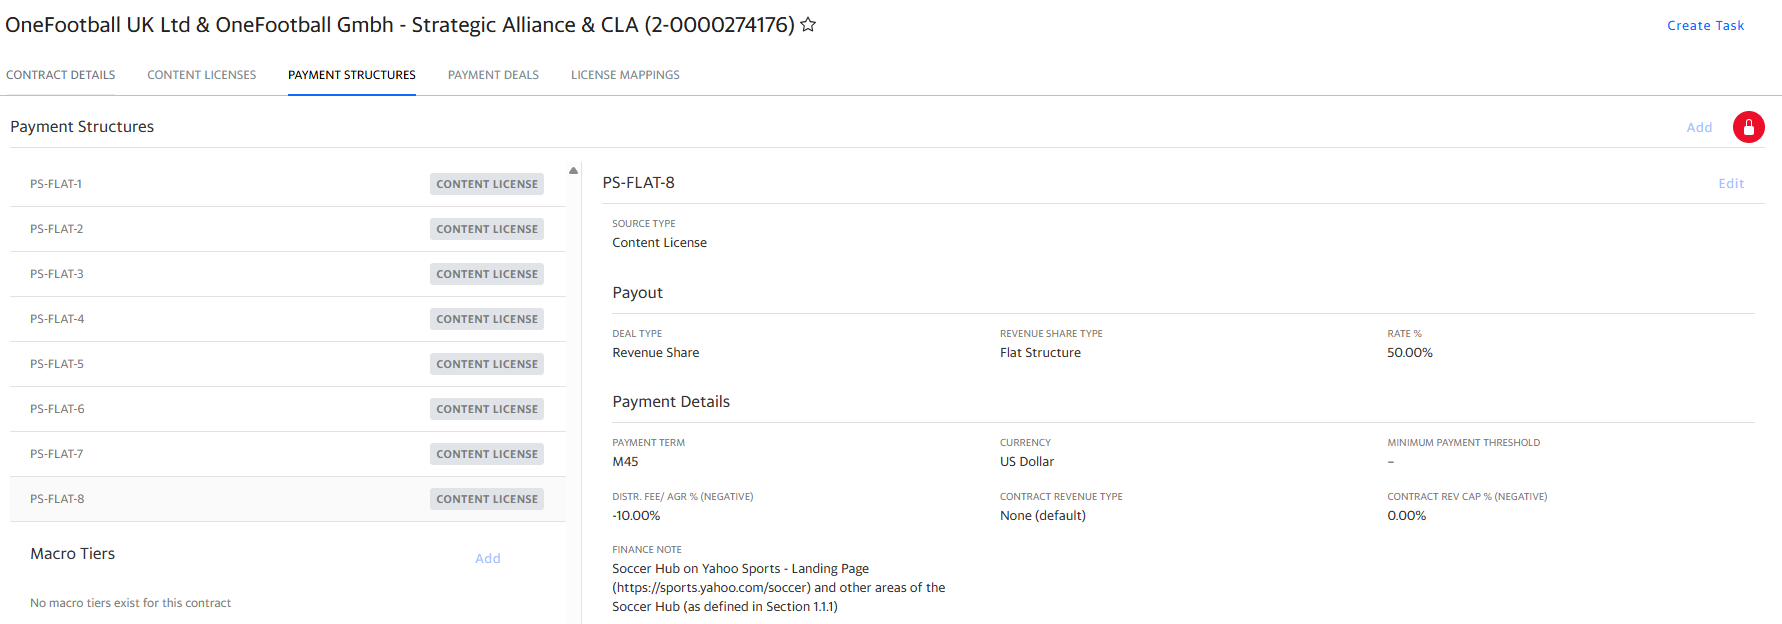 OneFootball UK Ltd & OneFootball Gmbh - Strategic Alliance & CLA (2-0000274176)
Create Task
CONTRACT DETAILS CONTENT LICENSES PAYMENT STRUCTURES PAYMENT DEALS LICENSE MAPPINGS
Payment Structures
Add
PS-FLAT-1 CONTENT LICENSE
PS-FLAT-2 CONTENT LICENSE
PS-FLAT-3 CONTENT LICENSE
PS-FLAT-4 CONTENT LICENSE
PS-FLAT-5 CONTENT LICENSE
PS-FLAT-6 CONTENT LICENSE
PS-FLAT-7 CONTENT LICENSE
PS-FLAT-8 CONTENT LICENSE
Macro Tiers Add
No macro tiers exist for this contract
PS-FLAT-8 Edit
SOURCE TYPE
Content License
Payout
DEAL TYPE REVENUE SHARE TYPE RATE %
Revenue Share Flat Structure 50.00%
Payment Details
PAYMENT TERM CURRENCY MINIMUM PAYMENT THRESHOLD
M45 US Dollar –
DISTR. FEE/ AGR % (NEGATIVE) CONTRACT REVENUE TYPE CONTRACT REV CAP % (NEGATIVE)
-10.00% None (default) 0.00%
FINANCE NOTE
Soccer Hub on Yahoo Sports - Landing Page
(https://sports.yahoo.com/soccer) and other areas of the
Soccer Hub (as defined in Section 1.1.1)